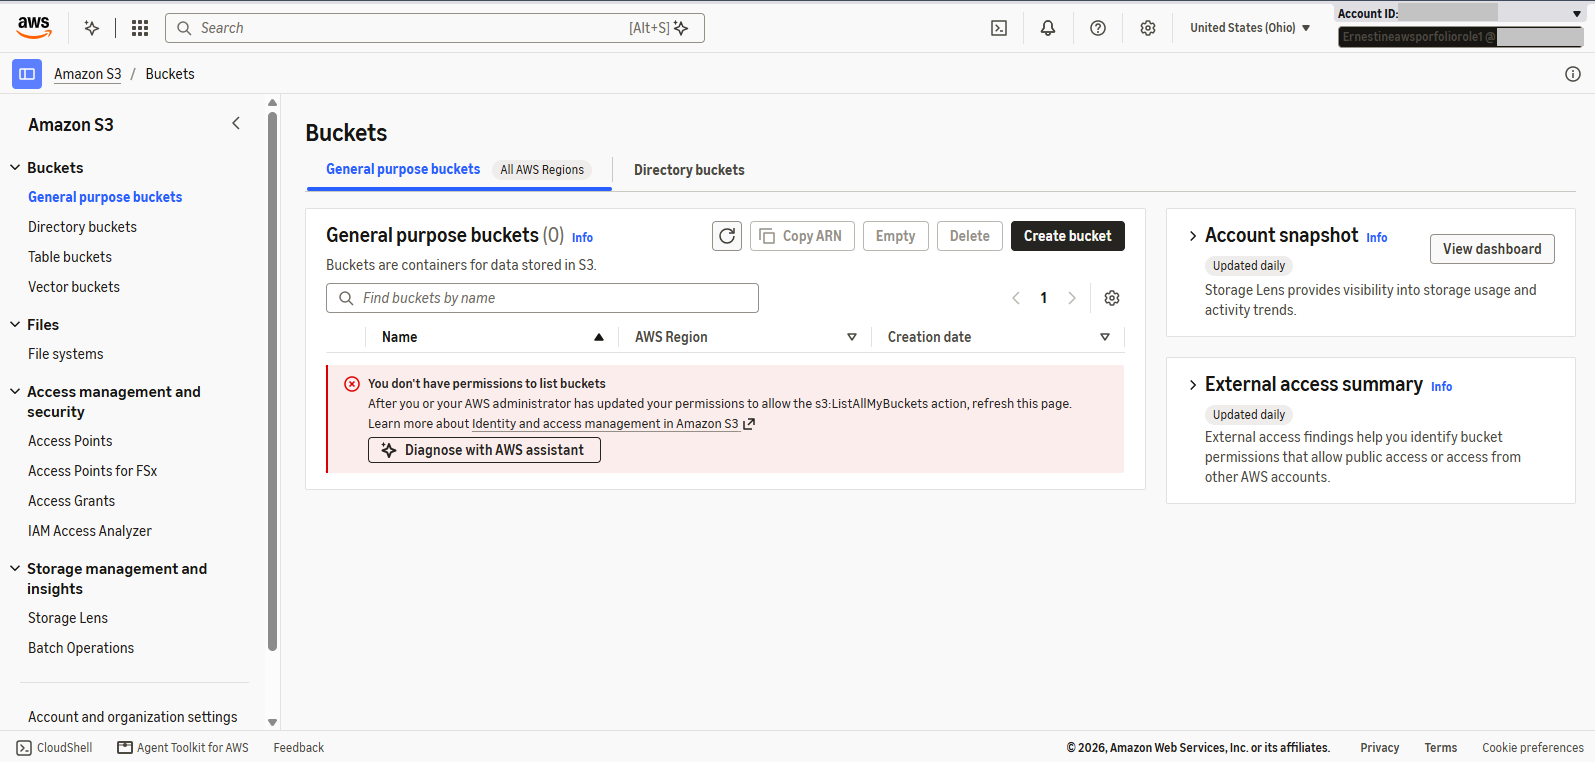 aws
Search
[Alt+S]
United States (Ohio)
Account ID:
Ernestineawsporfoliorole1 @
Amazon S3 / Buckets
Amazon S3
Buckets
General purpose buckets
Directory buckets
Table buckets
Vector buckets
Files
File systems
Access management and
security
Access Points
Access Points for FSx
Access Grants
IAM Access Analyzer
Storage management and
insights
Storage Lens
Batch Operations
Account and organization settings
Buckets
General purpose buckets All AWS Regions
Directory buckets
General purpose buckets (0) Info
Copy ARN
Empty
Delete
Create bucket
Buckets are containers for data stored in S3.
Find buckets by name
1
Name
AWS Region
Creation date
You don't have permissions to list buckets
After you or your AWS administrator has updated your permissions to allow the s3:ListAllMyBuckets action, refresh this page.
Learn more about Identity and access management in Amazon S3
Diagnose with AWS assistant
Account snapshot Info
View dashboard
Updated daily
Storage Lens provides visibility into storage usage and
activity trends.
External access summary Info
Updated daily
External access findings help you identify bucket
permissions that allow public access or access from
other AWS accounts.
CloudShell
Agent Toolkit for AWS
Feedback
© 2026, Amazon Web Services, Inc. or its affiliates.
Privacy
Terms
Cookie preferences